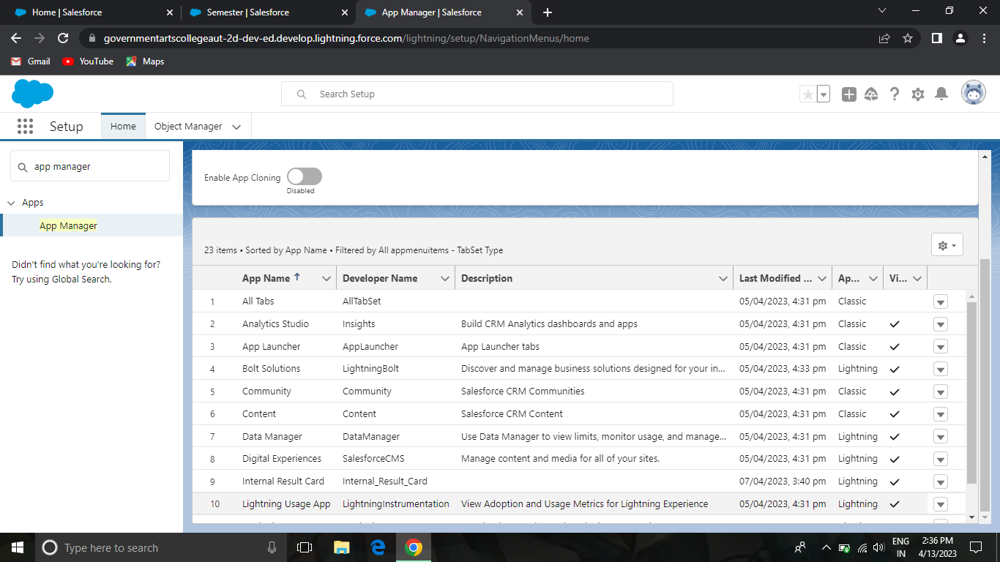 Home | Salesforce
Semester | Salesforce
App Manager | Salesforce
governmentartscollegeaut-2d-dev-ed.develop.lightning.force.com/lightning/setup/NavigationMenus/home
Gmail YouTube Maps
Search Setup
Setup Home Object Manager
app manager
Apps
App Manager
Didn't find what you're looking for?
Try using Global Search.
Enable App Cloning
Disabled
23 items • Sorted by App Name • Filtered by All appmenuitems - TabSet Type
App Name Developer Name Description Last Modified ... Ap... Vi...
1 All Tabs AllTabSet 05/04/2023, 4:31 pm Classic
2 Analytics Studio Insights Build CRM Analytics dashboards and apps 05/04/2023, 4:31 pm Classic
3 App Launcher AppLauncher App Launcher tabs 05/04/2023, 4:31 pm Classic
4 Bolt Solutions LightningBolt Discover and manage business solutions designed for your in... 05/04/2023, 4:33 pm Lightning
5 Community Community Salesforce CRM Communities 05/04/2023, 4:31 pm Classic
6 Content Content Salesforce CRM Content 05/04/2023, 4:31 pm Classic
7 Data Manager DataManager Use Data Manager to view limits, monitor usage, and manage... 05/04/2023, 4:31 pm Lightning
8 Digital Experiences SalesforceCMS Manage content and media for all of your sites. 05/04/2023, 4:31 pm Lightning
9 Internal Result Card Internal_Result_Card 07/04/2023, 3:40 pm Lightning
10 Lightning Usage App LightningInstrumentation View Adoption and Usage Metrics for Lightning Experience 05/04/2023, 4:31 pm Lightning
Type here to search
ENG
IN
2:36 PM
4/13/2023